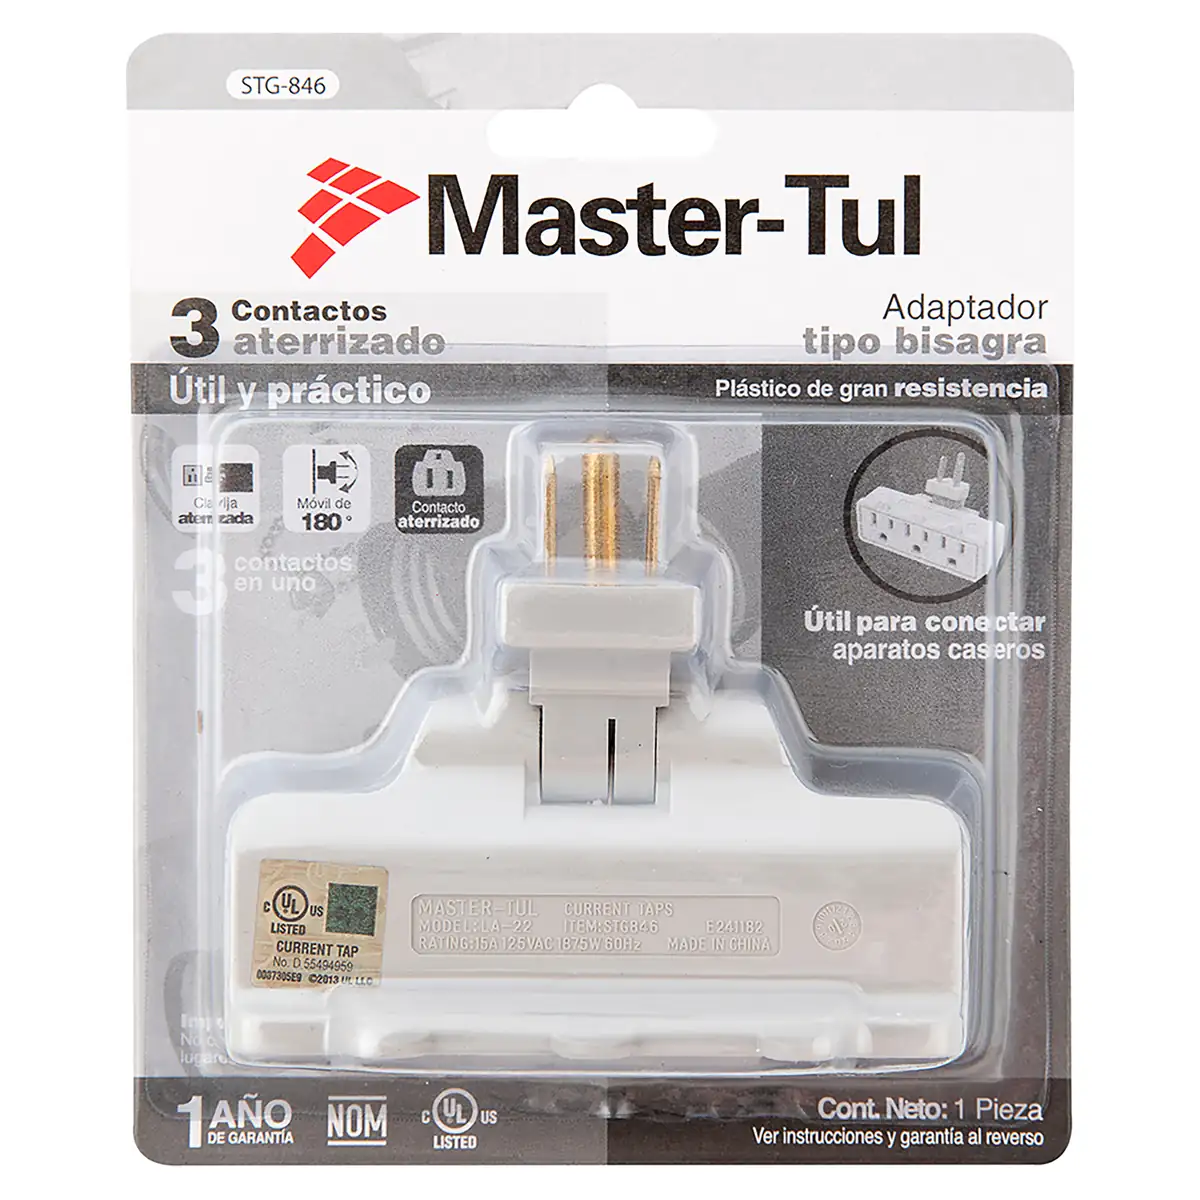 STG-846
Master-Tul
3 Contactos
aterrizado
Adaptador
tipo bisagra
Útil y práctico
Plástico de gran resistencia
Clavija
aterrizada
Móvil de
180°
Contacto
aterrizado
3 contactos
en uno
Útil para conectar
aparatos caseros
C UL US
LISTED
CURRENT TAP
No. D 55494959
©2013 UL LLC
MASTER-TUL CURRENT TAPS
MODEL:LA-22 ITEM:STG846 E241182
RATING:15A 125VAC 1875W 60Hz MADE IN CHINA
1 AÑO
DE GARANTÍA
NOM
C UL US
LISTED
Cont. Neto: 1 Pieza
Ver instrucciones y garantía al reverso